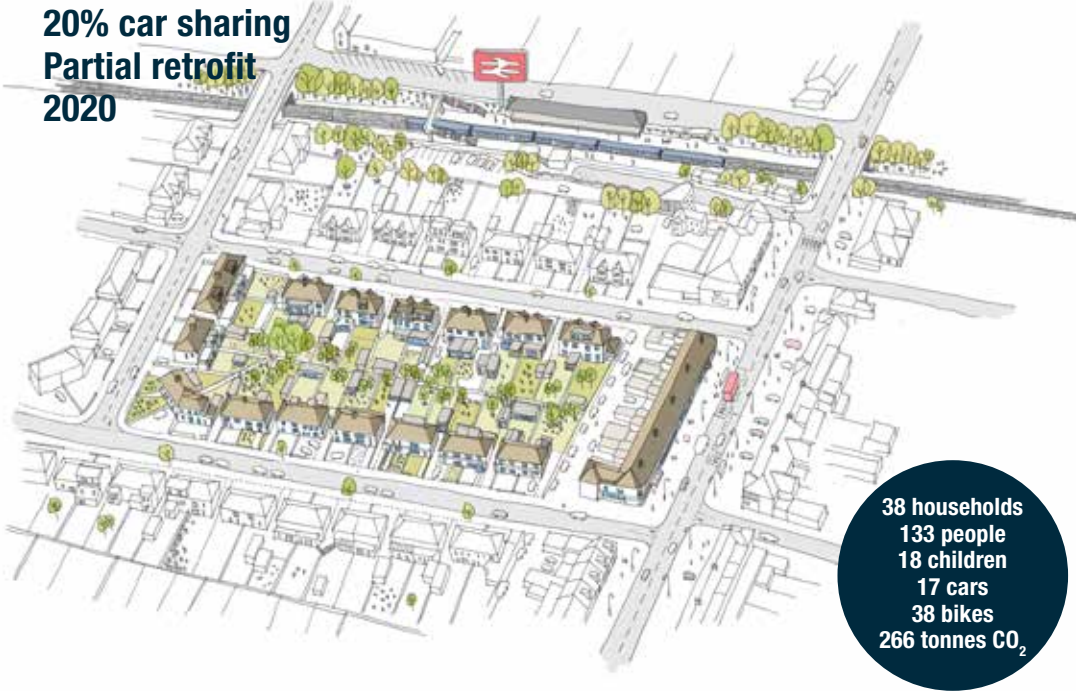 20% car sharing
Partial retrofit
2020
38 households
133 people
18 children
17 cars
38 bikes
266 tonnes CO₂